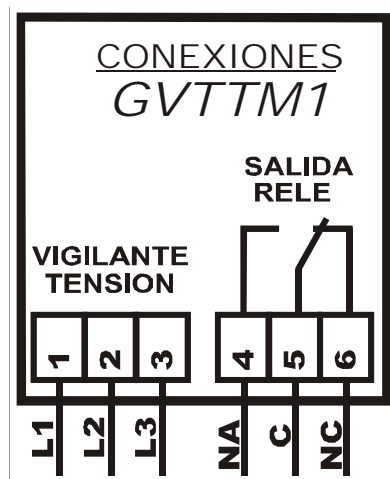 CONEXIONES
GVTTM1
SALIDA
RELE
VIGILANTE
TENSION
1 2 3 4 5 6
L1 L2 L3 NA C NC